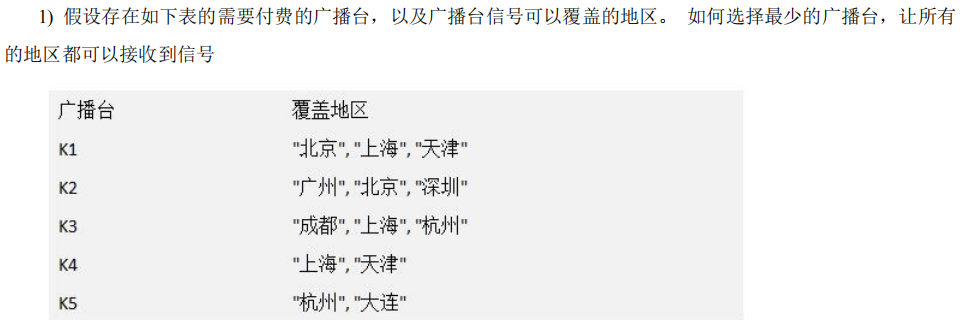 1) 假设存在如下表的需要付费的广播台，以及广播台信号可以覆盖的地区。 如何选择最少的广播台，让所有
的地区都可以接收到信号
广播台 覆盖地区
K1 "北京", "上海", "天津"
K2 "广州", "北京", "深圳"
K3 "成都", "上海", "杭州"
K4 "上海", "天津"
K5 "杭州", "大连"